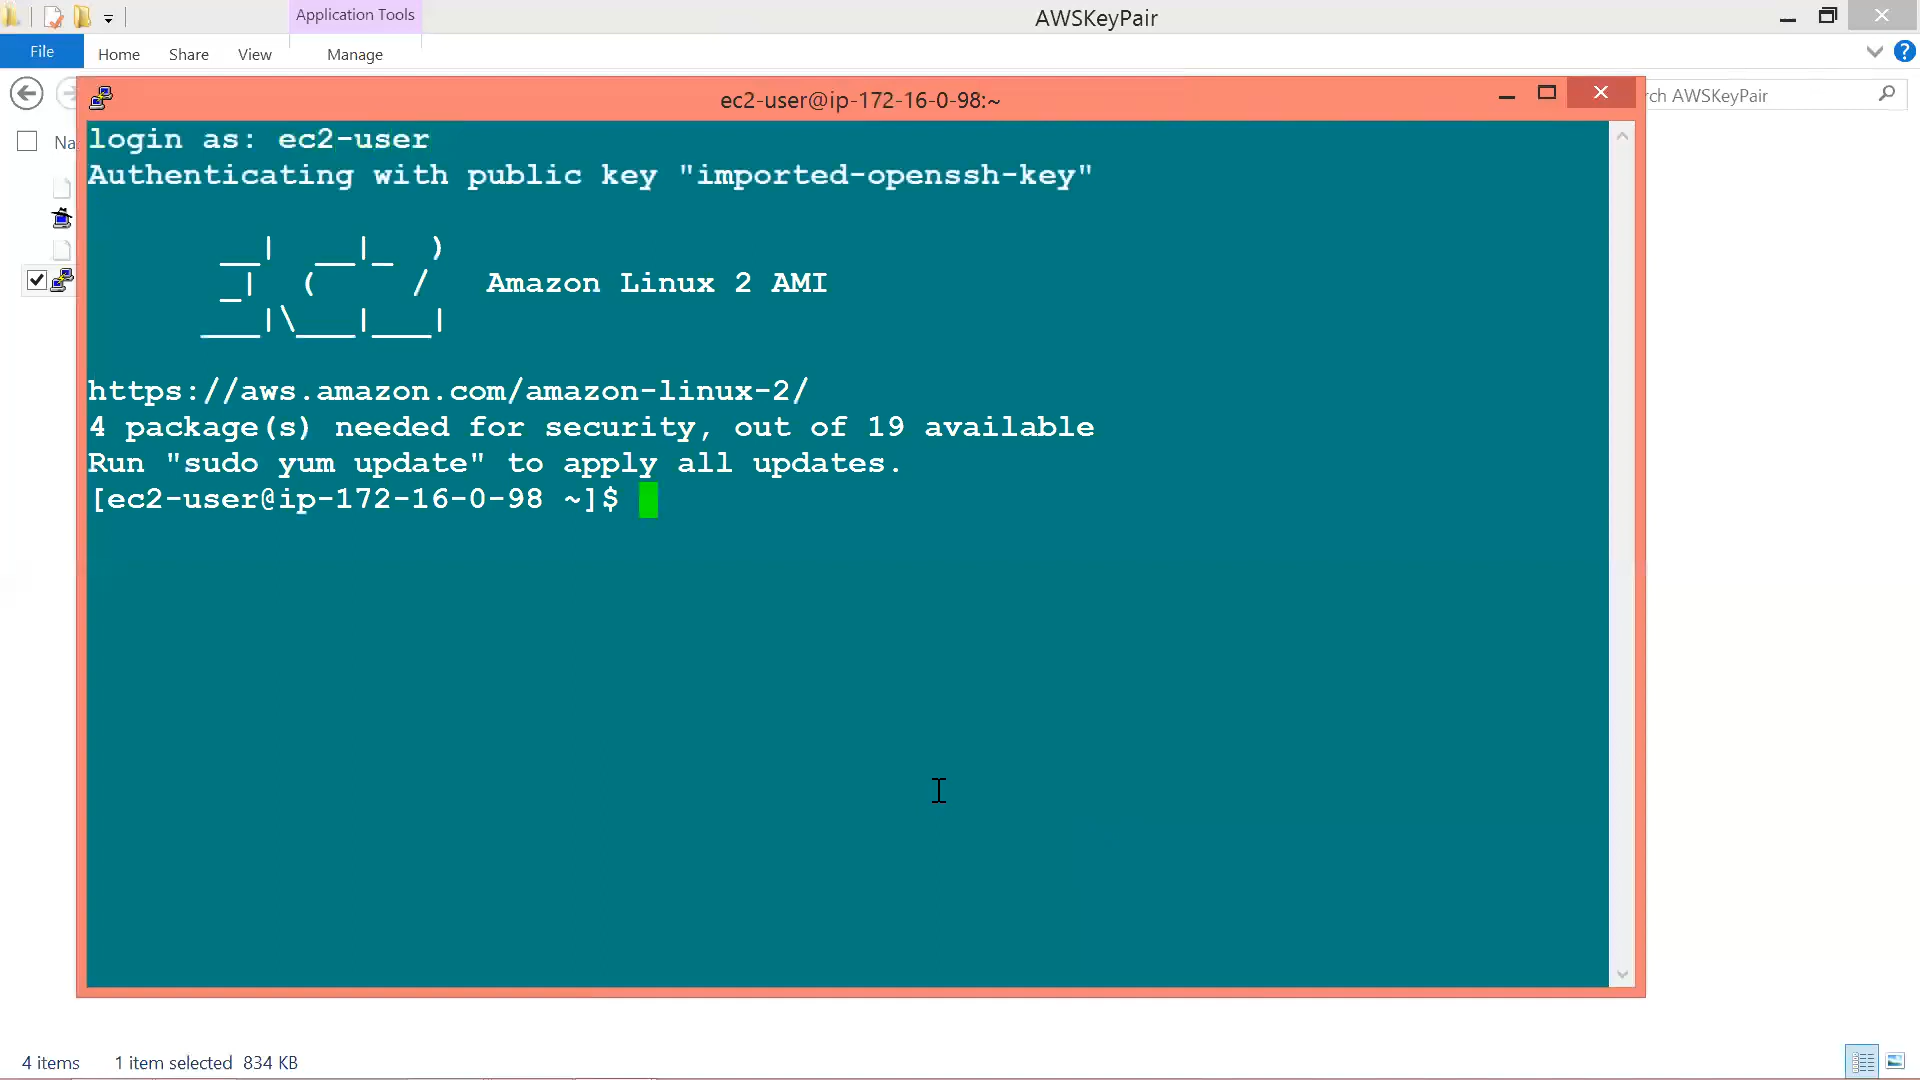 Application Tools
AWSKeyPair
File
Home
Share
View
Manage
ec2-user@ip-172-16-0-98:~
rch AWSKeyPair
Na
login as: ec2-user
Authenticating with public key "imported-openssh-key"
__| __|_ )
_| ( / Amazon Linux 2 AMI
___|\___|___|
https://aws.amazon.com/amazon-linux-2/
4 package(s) needed for security, out of 19 available
Run "sudo yum update" to apply all updates.
[ec2-user@ip-172-16-0-98 ~]$
4 items 1 item selected 834 KB